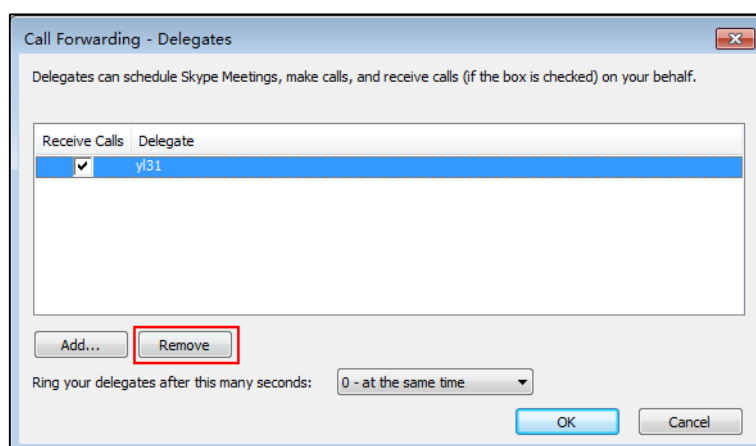 Call Forwarding - Delegates
Delegates can schedule Skype Meetings, make calls, and receive calls (if the box is checked) on your behalf.
Receive Calls Delegate
yl31
Add... Remove
Ring your delegates after this many seconds: 0 - at the same time
OK Cancel